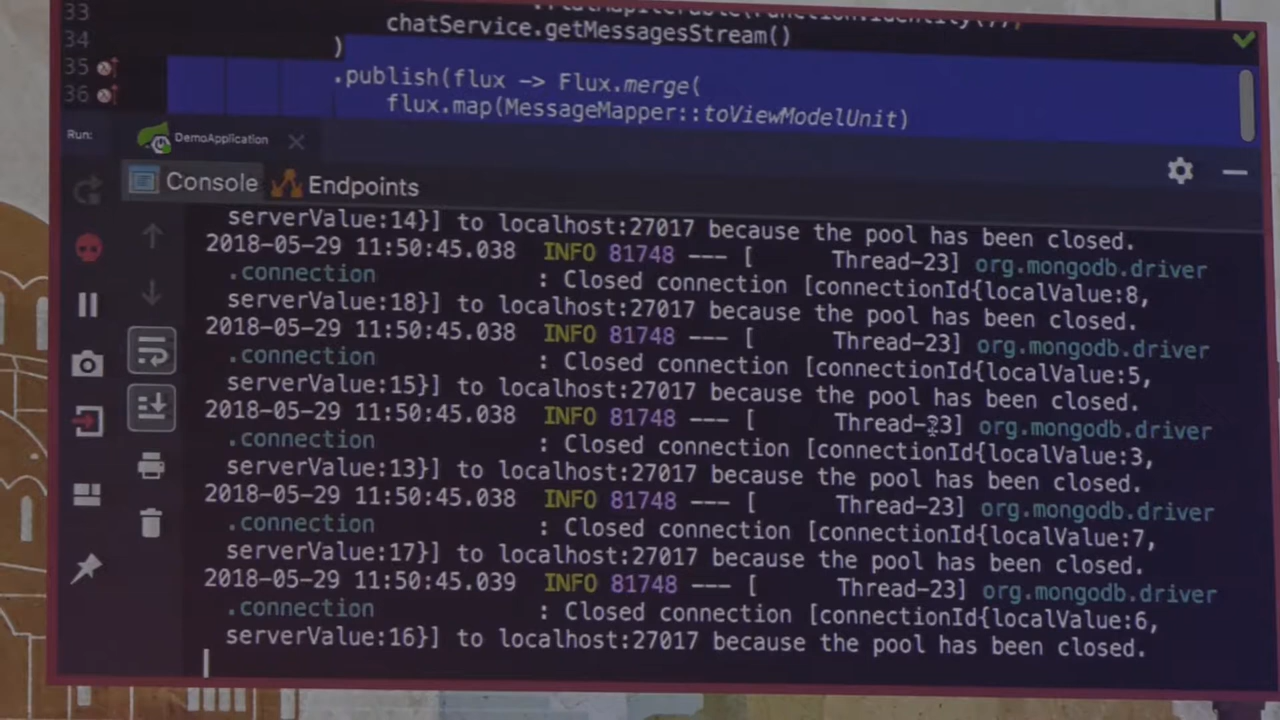 33
34
chatService.getMessagesStream()
35 )
36 .publish(flux -> Flux.merge(
flux.map(MessageMapper::toViewModelUnit)
Run: DemoApplication
Console Endpoints
serverValue:14}] to localhost:27017 because the pool has been closed.
2018-05-29 11:50:45.038 INFO 81748 --- [ Thread-23] org.mongodb.driver
.connection : Closed connection [connectionId{localValue:8,
serverValue:18}] to localhost:27017 because the pool has been closed.
2018-05-29 11:50:45.038 INFO 81748 --- [ Thread-23] org.mongodb.driver
.connection : Closed connection [connectionId{localValue:5,
serverValue:15}] to localhost:27017 because the pool has been closed.
2018-05-29 11:50:45.038 INFO 81748 --- [ Thread-23] org.mongodb.driver
.connection : Closed connection [connectionId{localValue:3,
serverValue:13}] to localhost:27017 because the pool has been closed.
2018-05-29 11:50:45.038 INFO 81748 --- [ Thread-23] org.mongodb.driver
.connection : Closed connection [connectionId{localValue:7,
serverValue:17}] to localhost:27017 because the pool has been closed.
2018-05-29 11:50:45.039 INFO 81748 --- [ Thread-23] org.mongodb.driver
.connection : Closed connection [connectionId{localValue:6,
serverValue:16}] to localhost:27017 because the pool has been closed.